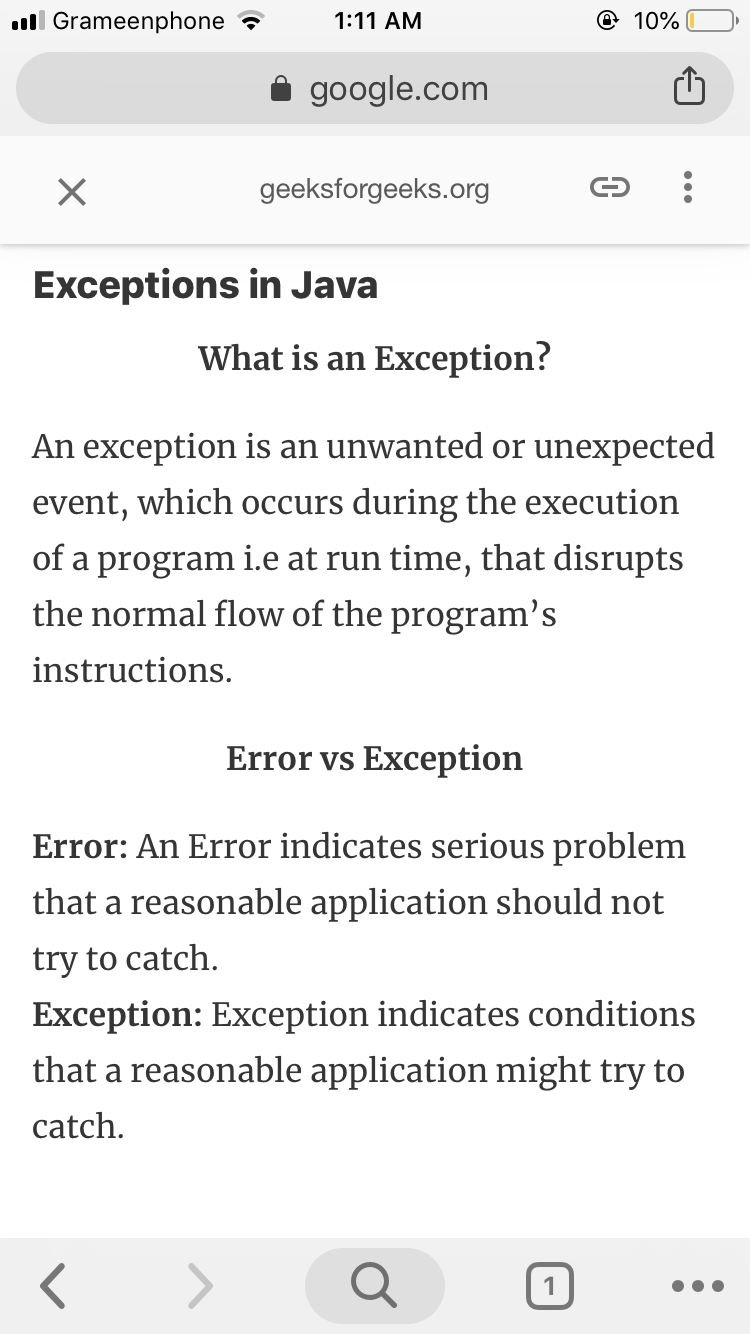 Grameenphone 1:11 AM 10%
google.com
geeksforgeeks.org
Exceptions in Java
What is an Exception?
An exception is an unwanted or unexpected
event, which occurs during the execution
of a program i.e at run time, that disrupts
the normal flow of the program’s
instructions.
Error vs Exception
Error: An Error indicates serious problem
that a reasonable application should not
try to catch.
Exception: Exception indicates conditions
that a reasonable application might try to
catch.
1